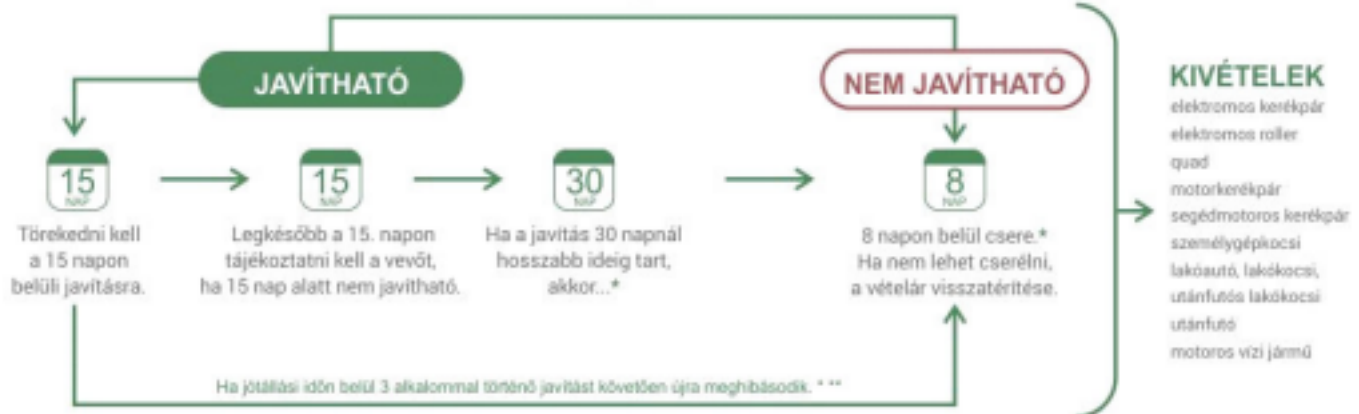 JAVÍTHATÓ
NEM JAVÍTHATÓ
15
NAP
Törekedni kell
a 15 napon
belüli javításra.
15
NAP
Legkésőbb a 15. napon
tájékoztatni kell a vevőt,
ha 15 nap alatt nem javítható.
30
NAP
Ha a javítás 30 napnál
hosszabb ideig tart,
akkor...*
8
NAP
8 napon belül csere.*
Ha nem lehet cserélni,
a vételár visszatérítése.
Ha jótállási időn belül 3 alkalommal történő javítást követően újra meghibásodik. * **
KIVÉTELEK
elektromos kerékpár
elektromos roller
quad
motorkerékpár
segédmotoros kerékpár
személygépkocsi
lakóautó, lakókocsi,
utánfutós lakókocsi
utánfutó
motoros vízi jármű